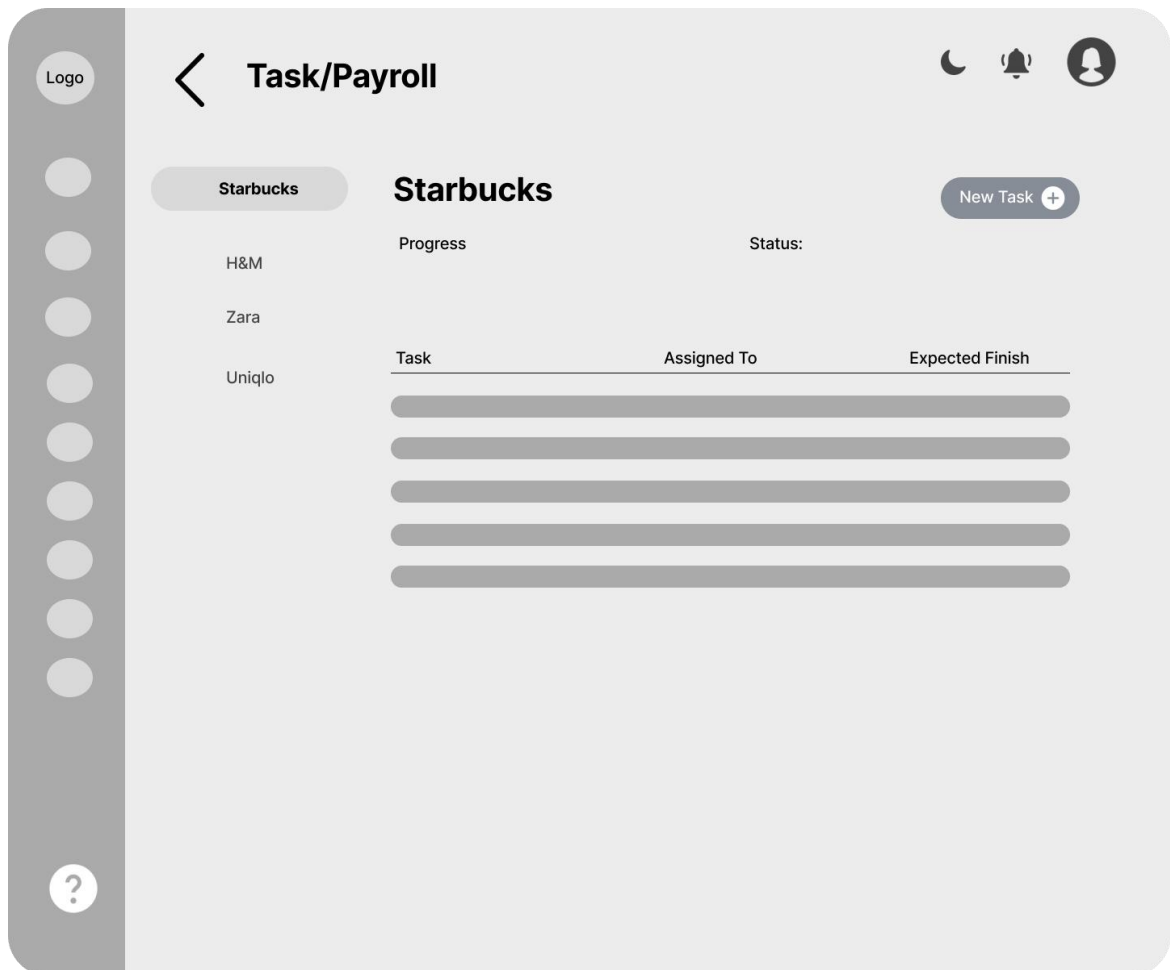 Logo
Task/Payroll
Starbucks
H&M
Zara
Uniqlo
Starbucks
New Task
Progress
Status:
Task
Assigned To
Expected Finish
?